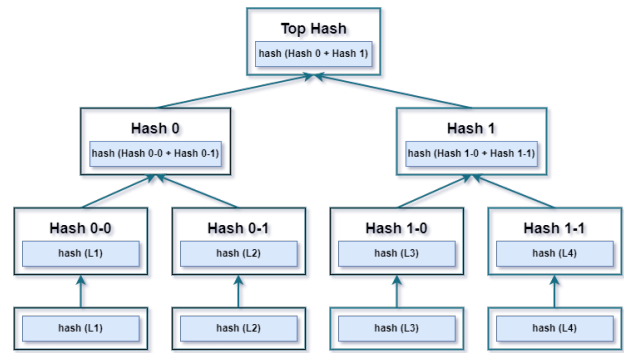 Top Hash
hash (Hash 0 + Hash 1)
Hash 0
hash (Hash 0-0 + Hash 0-1)
Hash 1
hash (Hash 1-0 + Hash 1-1)
Hash 0-0
hash (L1)
Hash 0-1
hash (L2)
Hash 1-0
hash (L3)
Hash 1-1
hash (L4)
hash (L1)
hash (L2)
hash (L3)
hash (L4)